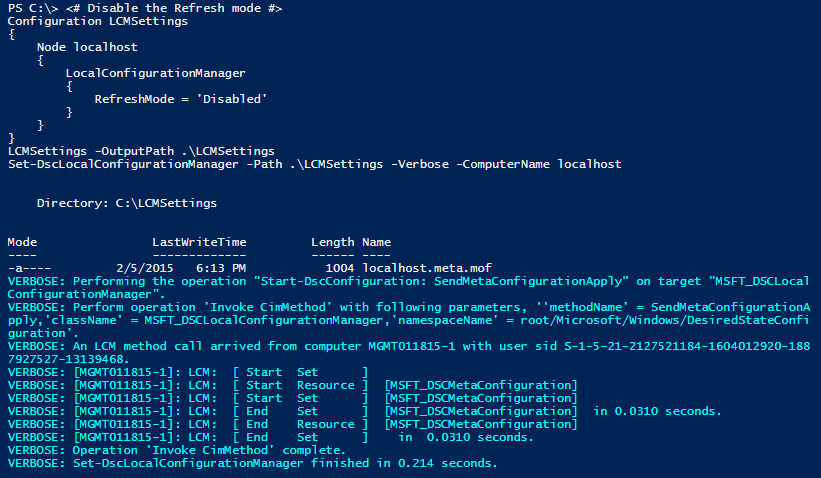 PS C:\> <# Disable the Refresh mode #>
Configuration LCMSettings
{
    Node localhost
    {
        LocalConfigurationManager
        {
            RefreshMode = 'Disabled'
        }
    }
}
LCMSettings -OutputPath .\LCMSettings
Set-DscLocalConfigurationManager -Path .\LCMSettings -Verbose -ComputerName localhost
    Directory: C:\LCMSettings
Mode                LastWriteTime         Length Name
----                -------------         ------ ----
-a----         2/5/2015   6:13 PM           1004 localhost.meta.mof
VERBOSE: Performing the operation "Start-DscConfiguration: SendMetaConfigurationApply" on target "MSFT_DSCLocal
ConfigurationManager".
VERBOSE: Perform operation 'Invoke CimMethod' with following parameters, ''methodName' = SendMetaConfigurationA
pply,'className' = MSFT_DSCLocalConfigurationManager,'namespaceName' = root/Microsoft/Windows/DesiredStateConfi
guration'.
VERBOSE: An LCM method call arrived from computer MGMT011815-1 with user sid S-1-5-21-2127521184-1604012920-188
7927527-13139468.
VERBOSE: [MGMT011815-1]: LCM:  [ Start  Set      ]
VERBOSE: [MGMT011815-1]: LCM:  [ Start  Resource ]  [MSFT_DSCMetaConfiguration]
VERBOSE: [MGMT011815-1]: LCM:  [ Start  Set      ]  [MSFT_DSCMetaConfiguration]
VERBOSE: [MGMT011815-1]: LCM:  [ End    Set      ]  [MSFT_DSCMetaConfiguration]  in 0.0310 seconds.
VERBOSE: [MGMT011815-1]: LCM:  [ End    Resource ]  [MSFT_DSCMetaConfiguration]
VERBOSE: [MGMT011815-1]: LCM:  [ End    Set      ]    in  0.0310 seconds.
VERBOSE: Operation 'Invoke CimMethod' complete.
VERBOSE: Set-DscLocalConfigurationManager finished in 0.214 seconds.